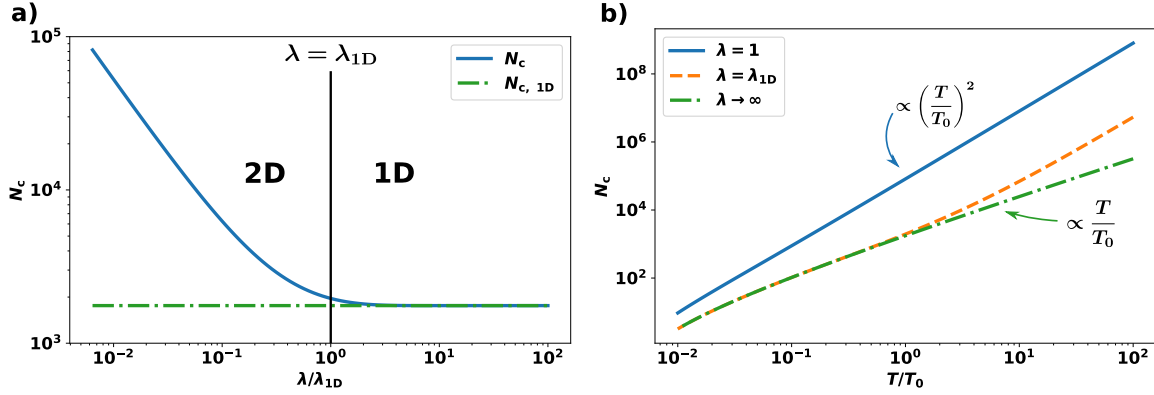 a)
10^5
10^4
10^3
N_c
λ = λ_1D
N_c
N_c, 1D
2D
1D
10^−2
10^−1
10^0
10^1
10^2
λ/λ_1D
b)
λ = 1
λ = λ_1D
λ → ∞
∝ (T/T_0)^2
∝ T/T_0
10^8
10^6
10^4
10^2
N_c
10^−2
10^−1
10^0
10^1
10^2
T/T_0